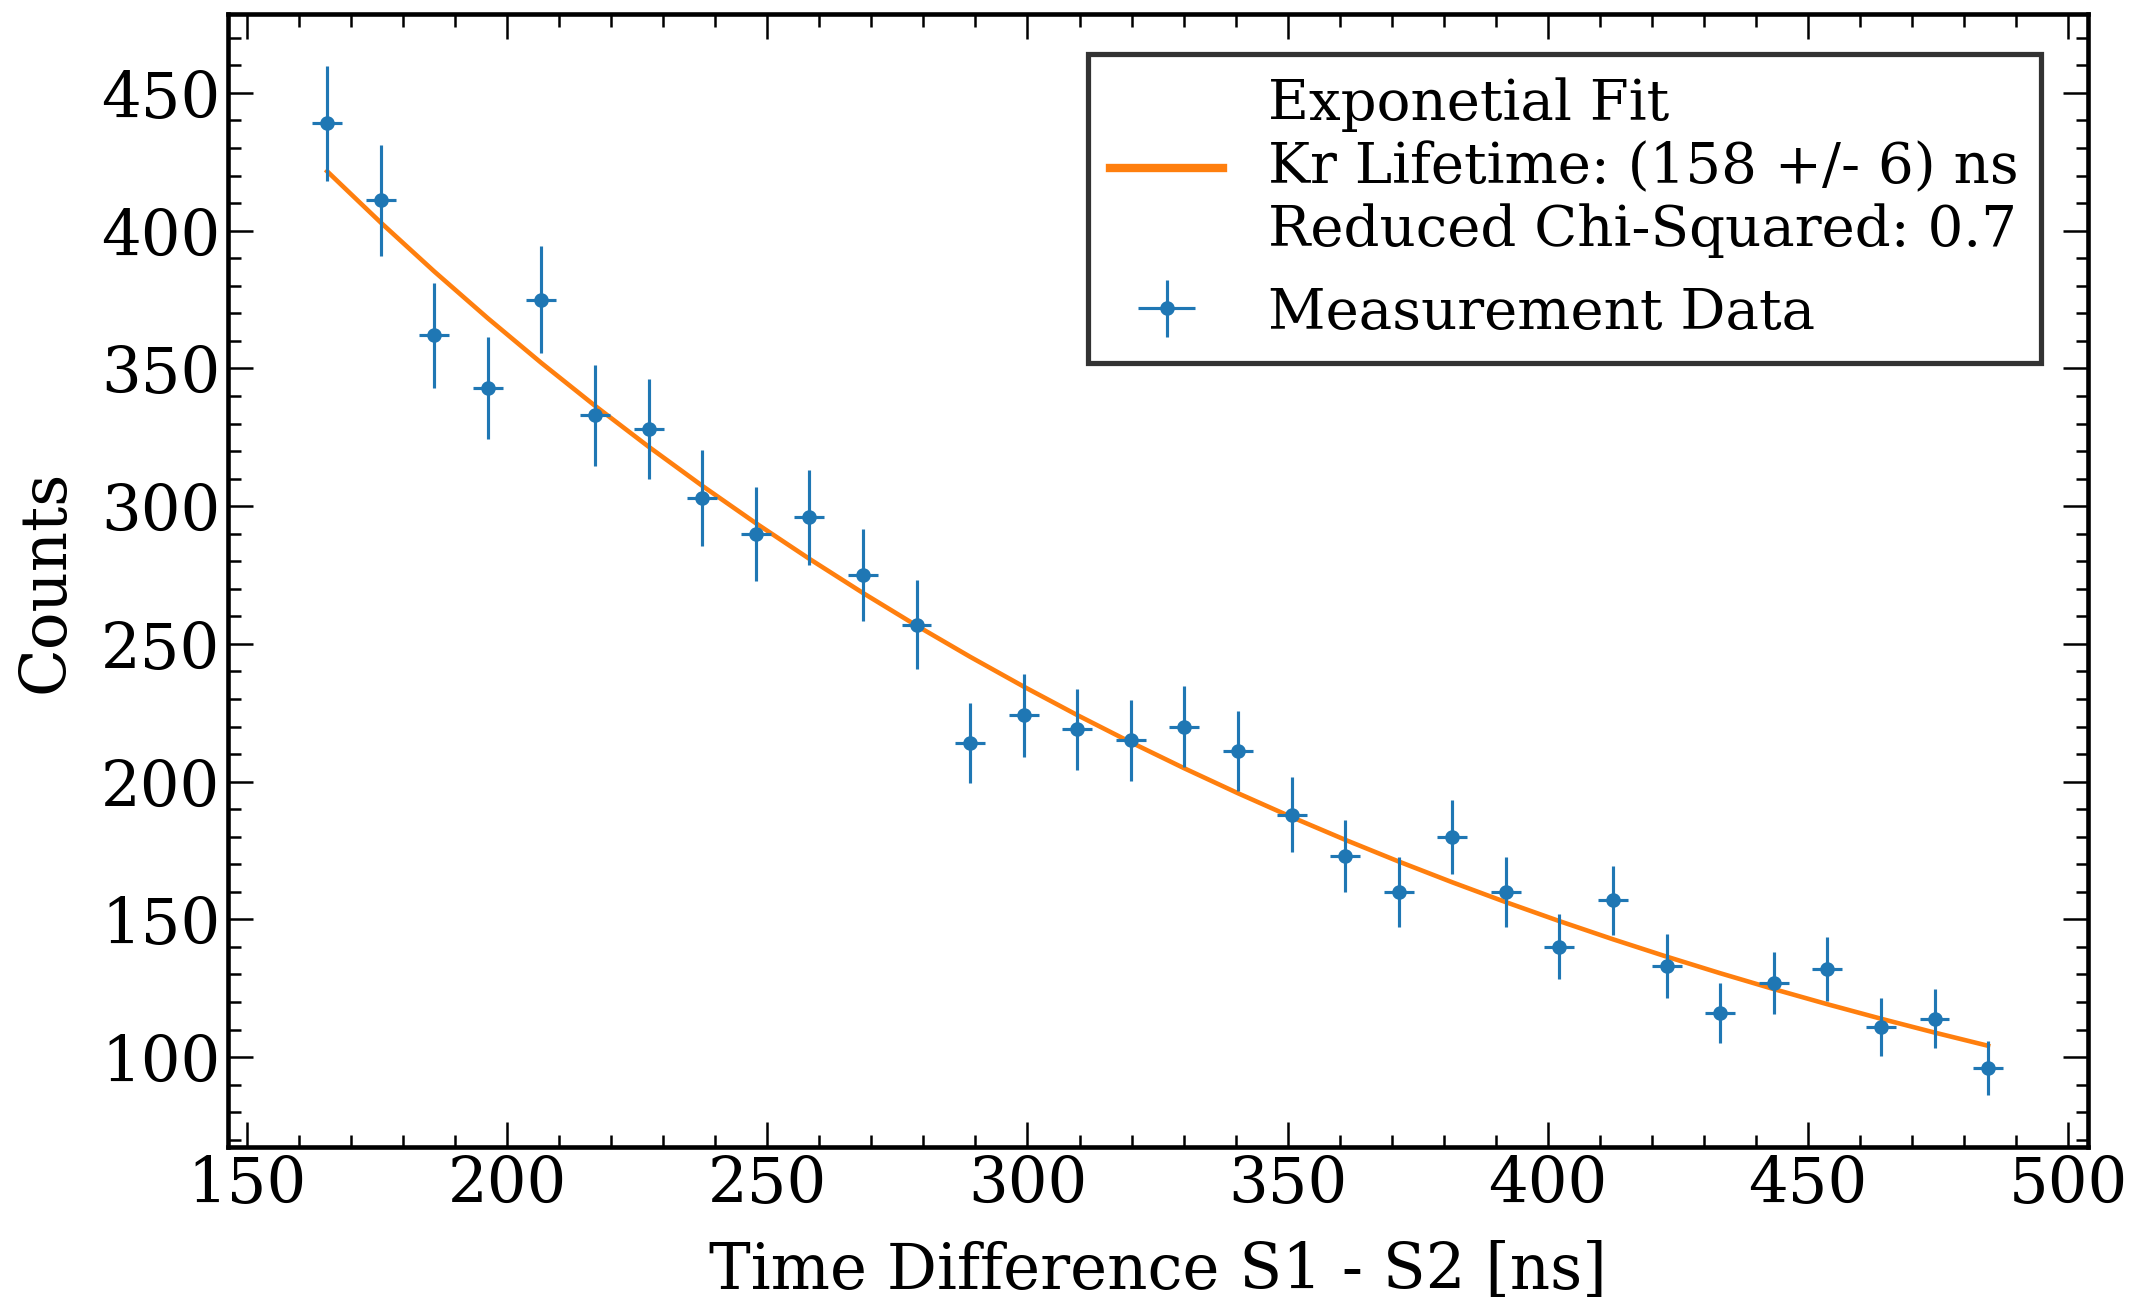 Exponetial Fit
Kr Lifetime: (158 +/- 6) ns
Reduced Chi-Squared: 0.7
Measurement Data
Counts
450
400
350
300
250
200
150
100
150 200 250 300 350 400 450 500
Time Difference S1 - S2 [ns]